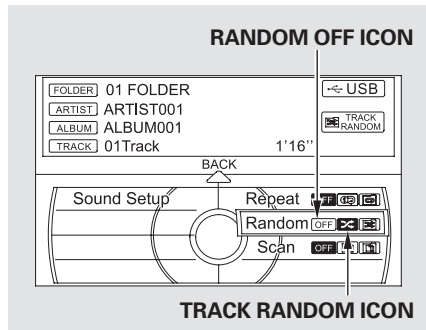 RANDOM OFF ICON
FOLDER 01 FOLDER
USB
ARTIST ARTIST001
ALBUM ALBUM001
TRACK RANDOM
TRACK 01Track 1'16''
BACK
Sound Setup
Repeat OFF
Random OFF
Scan OFF
TRACK RANDOM ICON